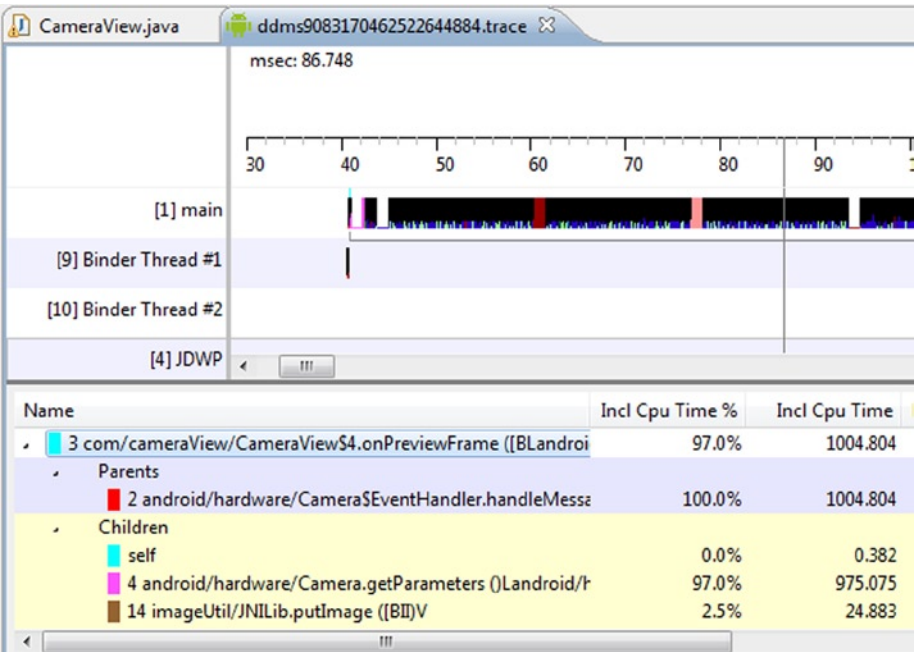 CameraView.java ddms9083170462522644884.trace
msec: 86.748
30 40 50 60 70 80 90
[1] main
[9] Binder Thread #1
[10] Binder Thread #2
[4] JDWP
Name Incl Cpu Time % Incl Cpu Time
3 com/cameraView/CameraView$4.onPreviewFrame ([BLandroi 97.0% 1004.804
Parents
2 android/hardware/Camera$EventHandler.handleMessa 100.0% 1004.804
Children
self 0.0% 0.382
4 android/hardware/Camera.getParameters ()Landroid/h 97.0% 975.075
14 imageUtil/JNILib.putImage ([BII)V 2.5% 24.883